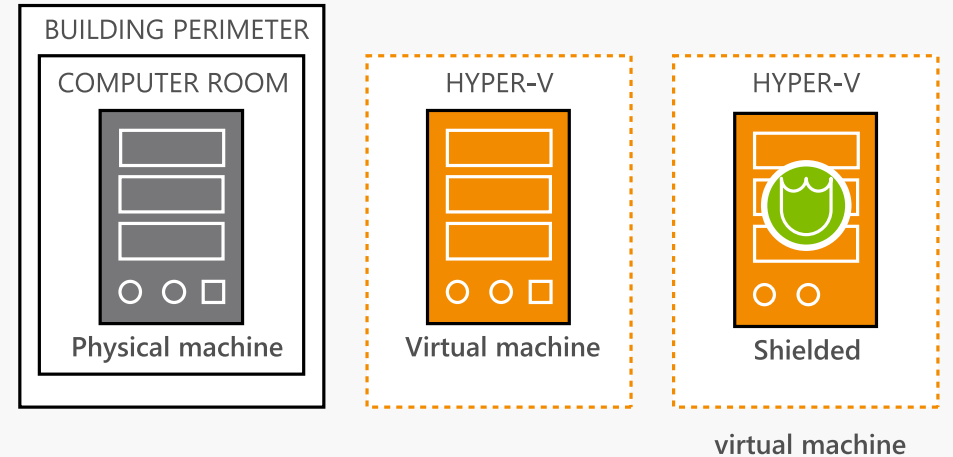 BUILDING PERIMETER
COMPUTER ROOM
Physical machine
HYPER-V
Virtual machine
HYPER-V
Shielded
virtual machine